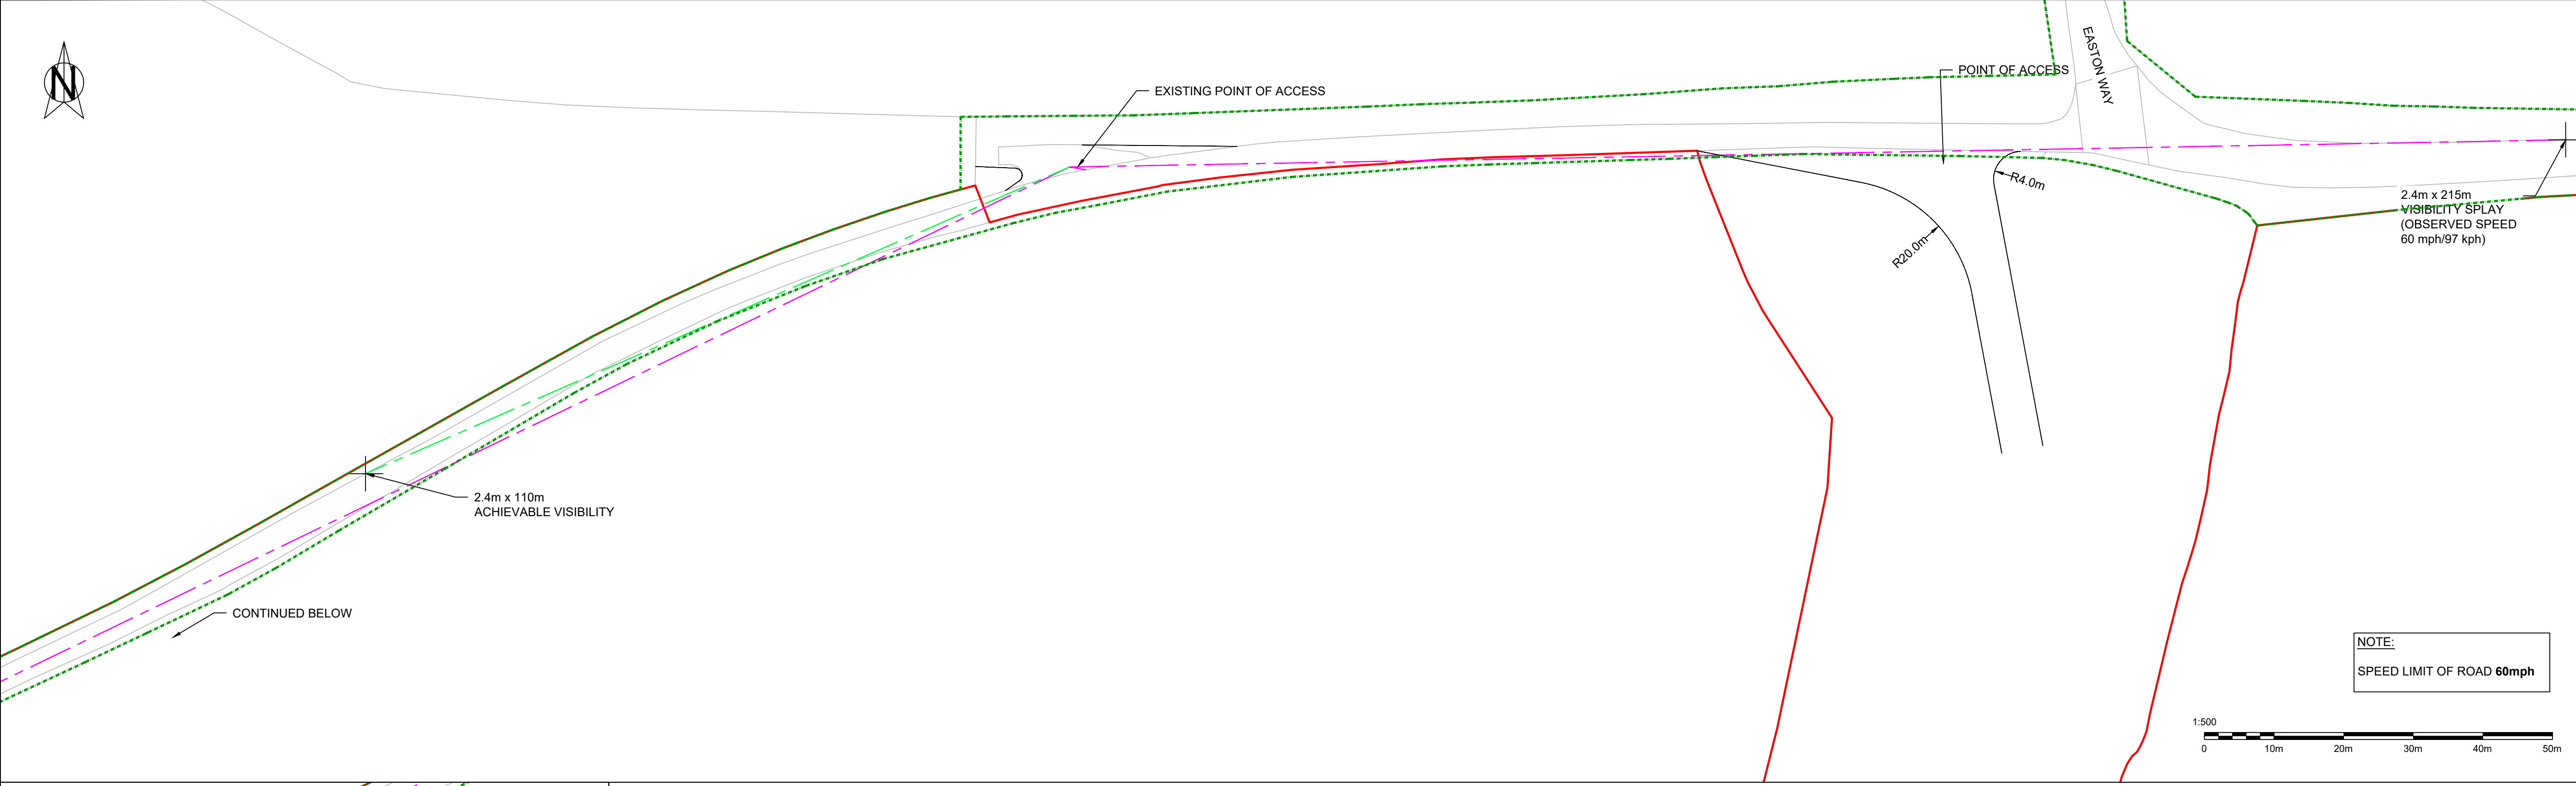 N
EXISTING POINT OF ACCESS
POINT OF ACCESS
EASTON WAY
R4.0m
R20.0m
2.4m x 215m
VISIBILITY SPLAY
(OBSERVED SPEED
60 mph/97 kph)
2.4m x 110m
ACHIEVABLE VISIBILITY
CONTINUED BELOW
NOTE:
SPEED LIMIT OF ROAD 60mph
1:500
0 10m 20m 30m 40m 50m